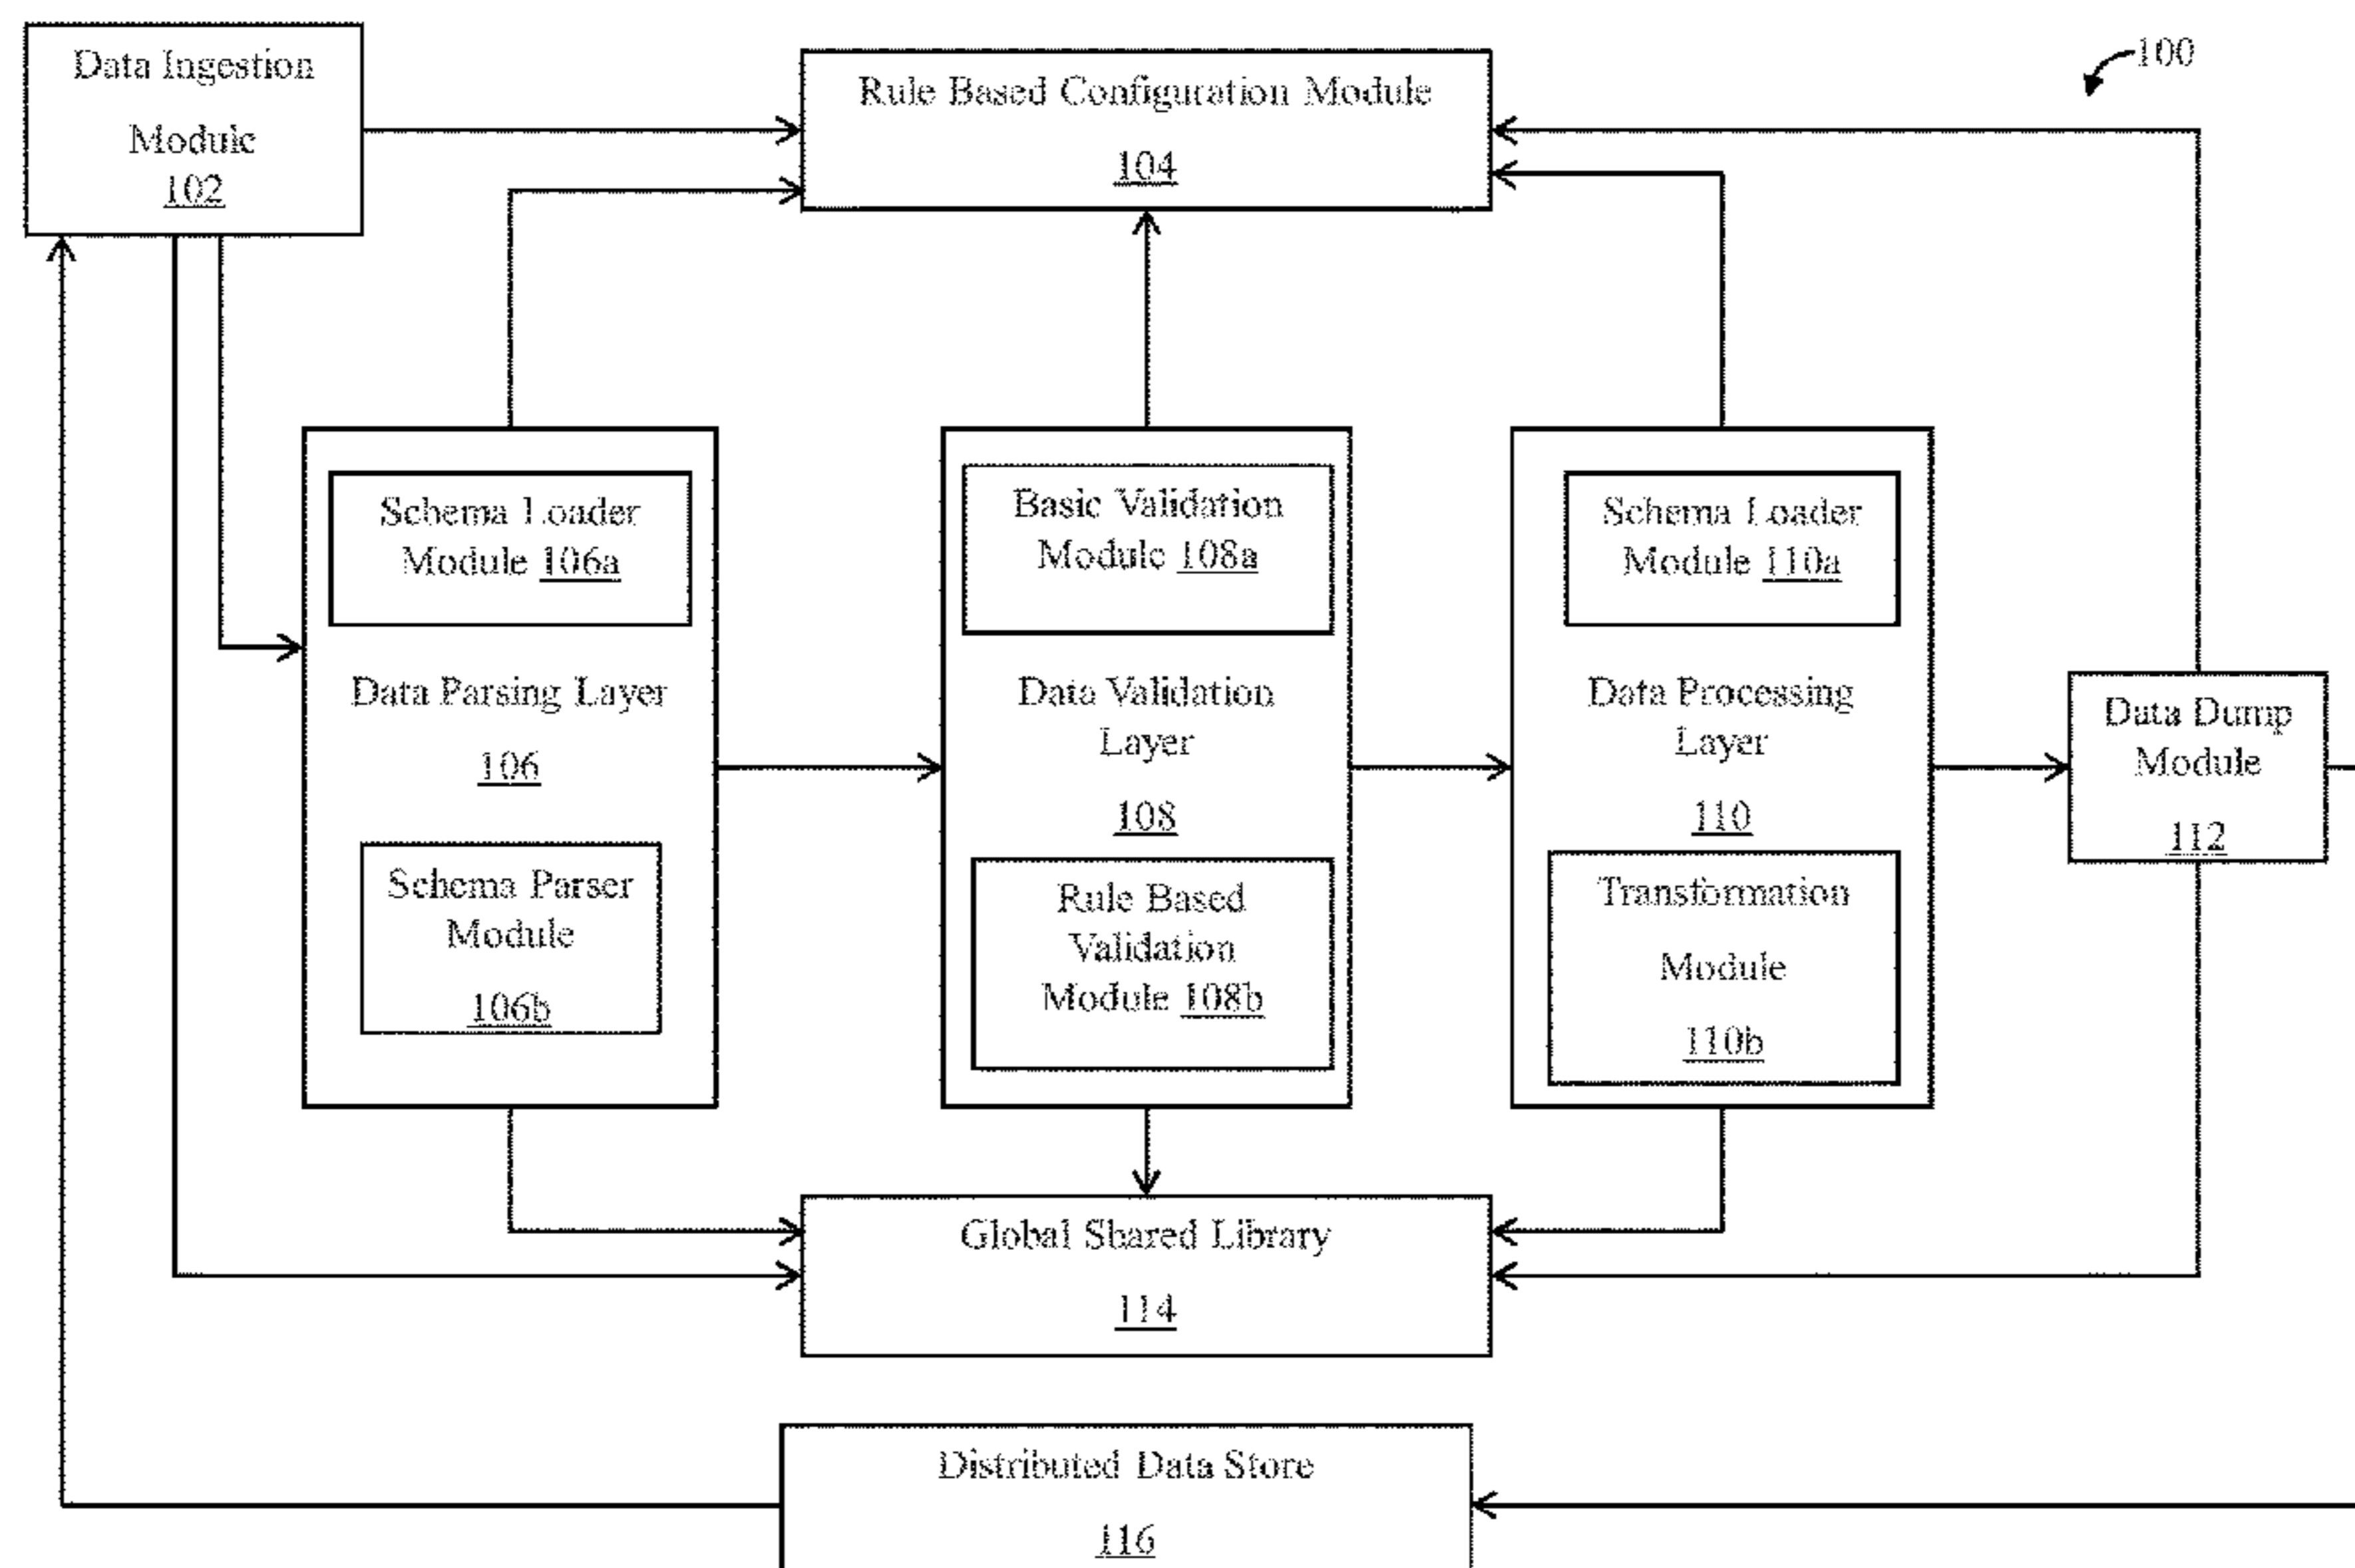 Data Ingestion
Module
102
Rule Based Configuration Module
104
100
Schema Loader
Module 106a
Data Parsing Layer
106
Schema Parser
Module
106b
Basic Validation
Module 108a
Data Validation
Layer
108
Rule Based
Validation
Module 108b
Schema Loader
Module 110a
Data Processing
Layer
110
Transformation
Module
110b
Data Dump
Module
112
Global Shared Library
114
Distributed Data Store
116